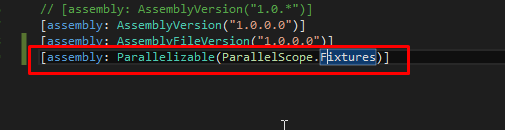 // [assembly: AssemblyVersion("1.0.*")]
[assembly: AssemblyVersion("1.0.0.0")]
[assembly: AssemblyFileVersion("1.0.0.0")]
[assembly: Parallelizable(ParallelScope.Fixtures)]